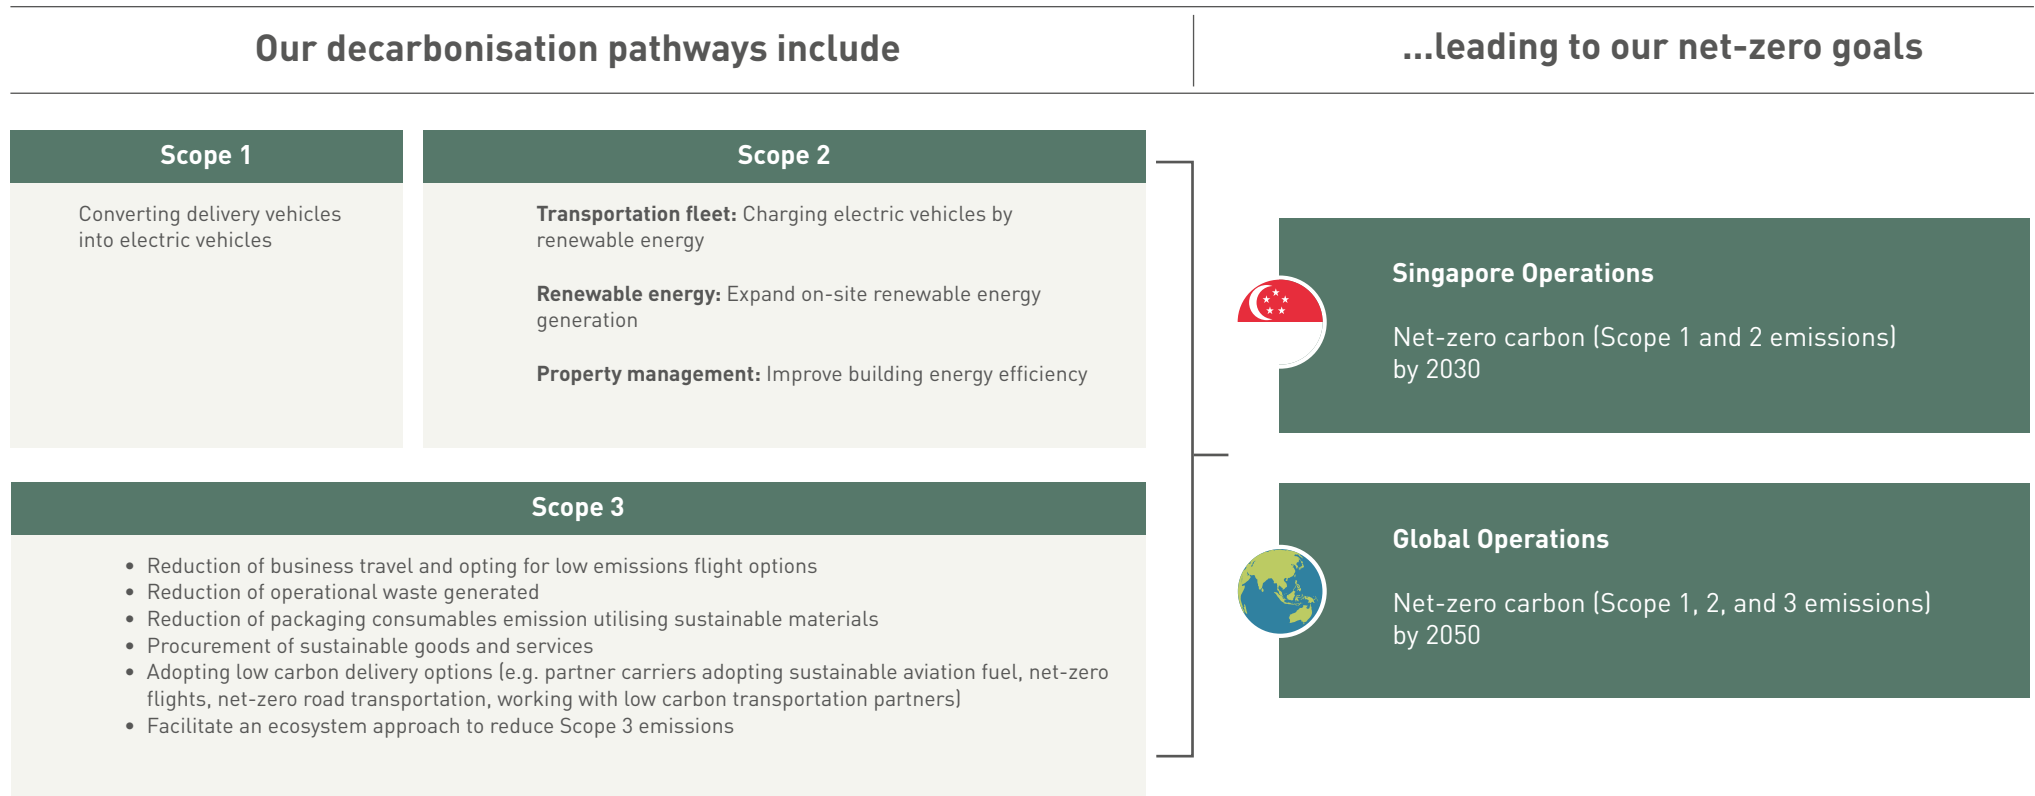 Our decarbonisation pathways include
...leading to our net-zero goals
Scope 1
Converting delivery vehicles
into electric vehicles
Scope 2
Transportation fleet: Charging electric vehicles by
renewable energy
Renewable energy: Expand on-site renewable energy
generation
Property management: Improve building energy efficiency
Scope 3
• Reduction of business travel and opting for low emissions flight options
• Reduction of operational waste generated
• Reduction of packaging consumables emission utilising sustainable materials
• Procurement of sustainable goods and services
• Adopting low carbon delivery options (e.g. partner carriers adopting sustainable aviation fuel, net-zero
flights, net-zero road transportation, working with low carbon transportation partners)
• Facilitate an ecosystem approach to reduce Scope 3 emissions
Singapore Operations
Net-zero carbon (Scope 1 and 2 emissions)
by 2030
Global Operations
Net-zero carbon (Scope 1, 2, and 3 emissions)
by 2050